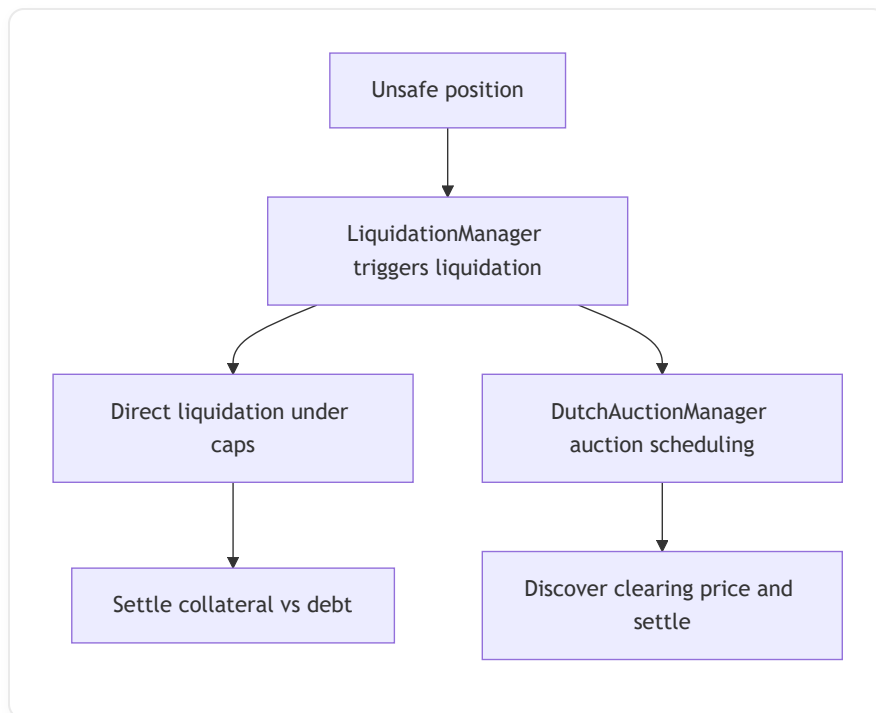 Unsafe position
LiquidationManager
triggers liquidation
Direct liquidation under
caps
DutchAuctionManager
auction scheduling
Settle collateral vs debt
Discover clearing price and
settle